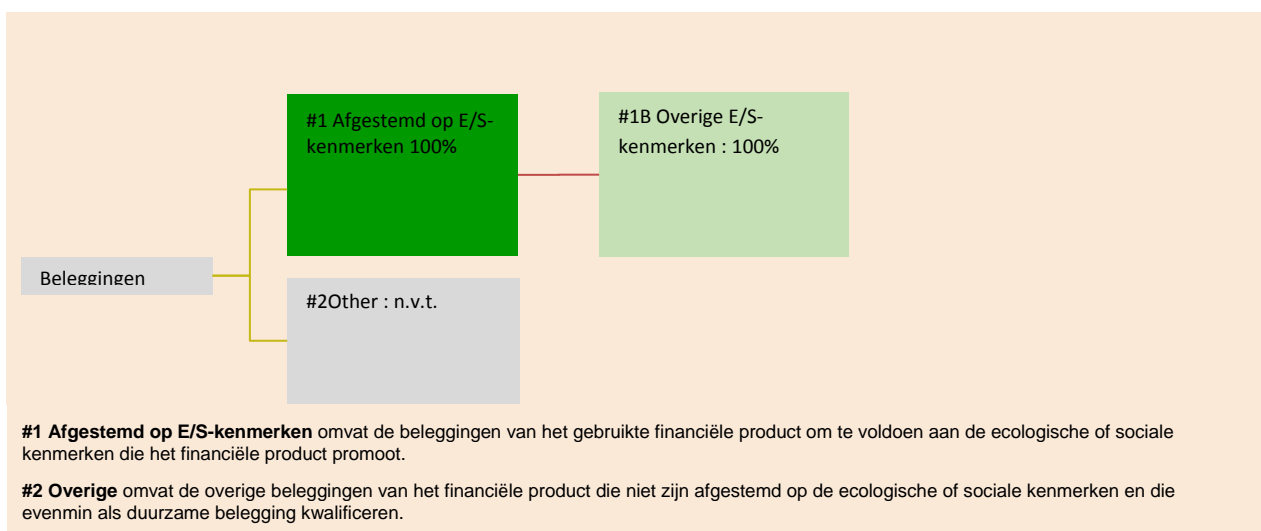 #1 Afgestemd op E/S-
kenmerken 100%
#1B Overige E/S-
kenmerken : 100%
Beleggingen
#2Other : n.v.t.
#1 Afgestemd op E/S-kenmerken omvat de beleggingen van het gebruikte financiële product om te voldoen aan de ecologische of sociale
kenmerken die het financiële product promoot.
#2 Overige omvat de overige beleggingen van het financiële product die niet zijn afgestemd op de ecologische of sociale kenmerken en die
evenmin als duurzame belegging kwalificeren.